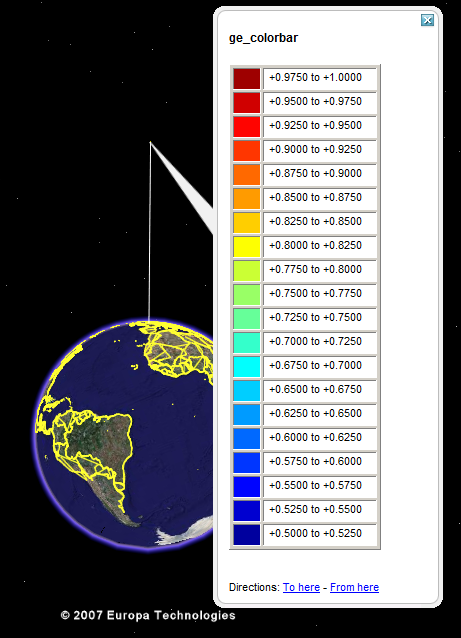 ge_colorbar
+0.9750 to +1.0000
+0.9500 to +0.9750
+0.9250 to +0.9500
+0.9000 to +0.9250
+0.8750 to +0.9000
+0.8500 to +0.8750
+0.8250 to +0.8500
+0.8000 to +0.8250
+0.7750 to +0.8000
+0.7500 to +0.7750
+0.7250 to +0.7500
+0.7000 to +0.7250
+0.6750 to +0.7000
+0.6500 to +0.6750
+0.6250 to +0.6500
+0.6000 to +0.6250
+0.5750 to +0.6000
+0.5500 to +0.5750
+0.5250 to +0.5500
+0.5000 to +0.5250
Directions: To here - From here
© 2007 Europa Technologies